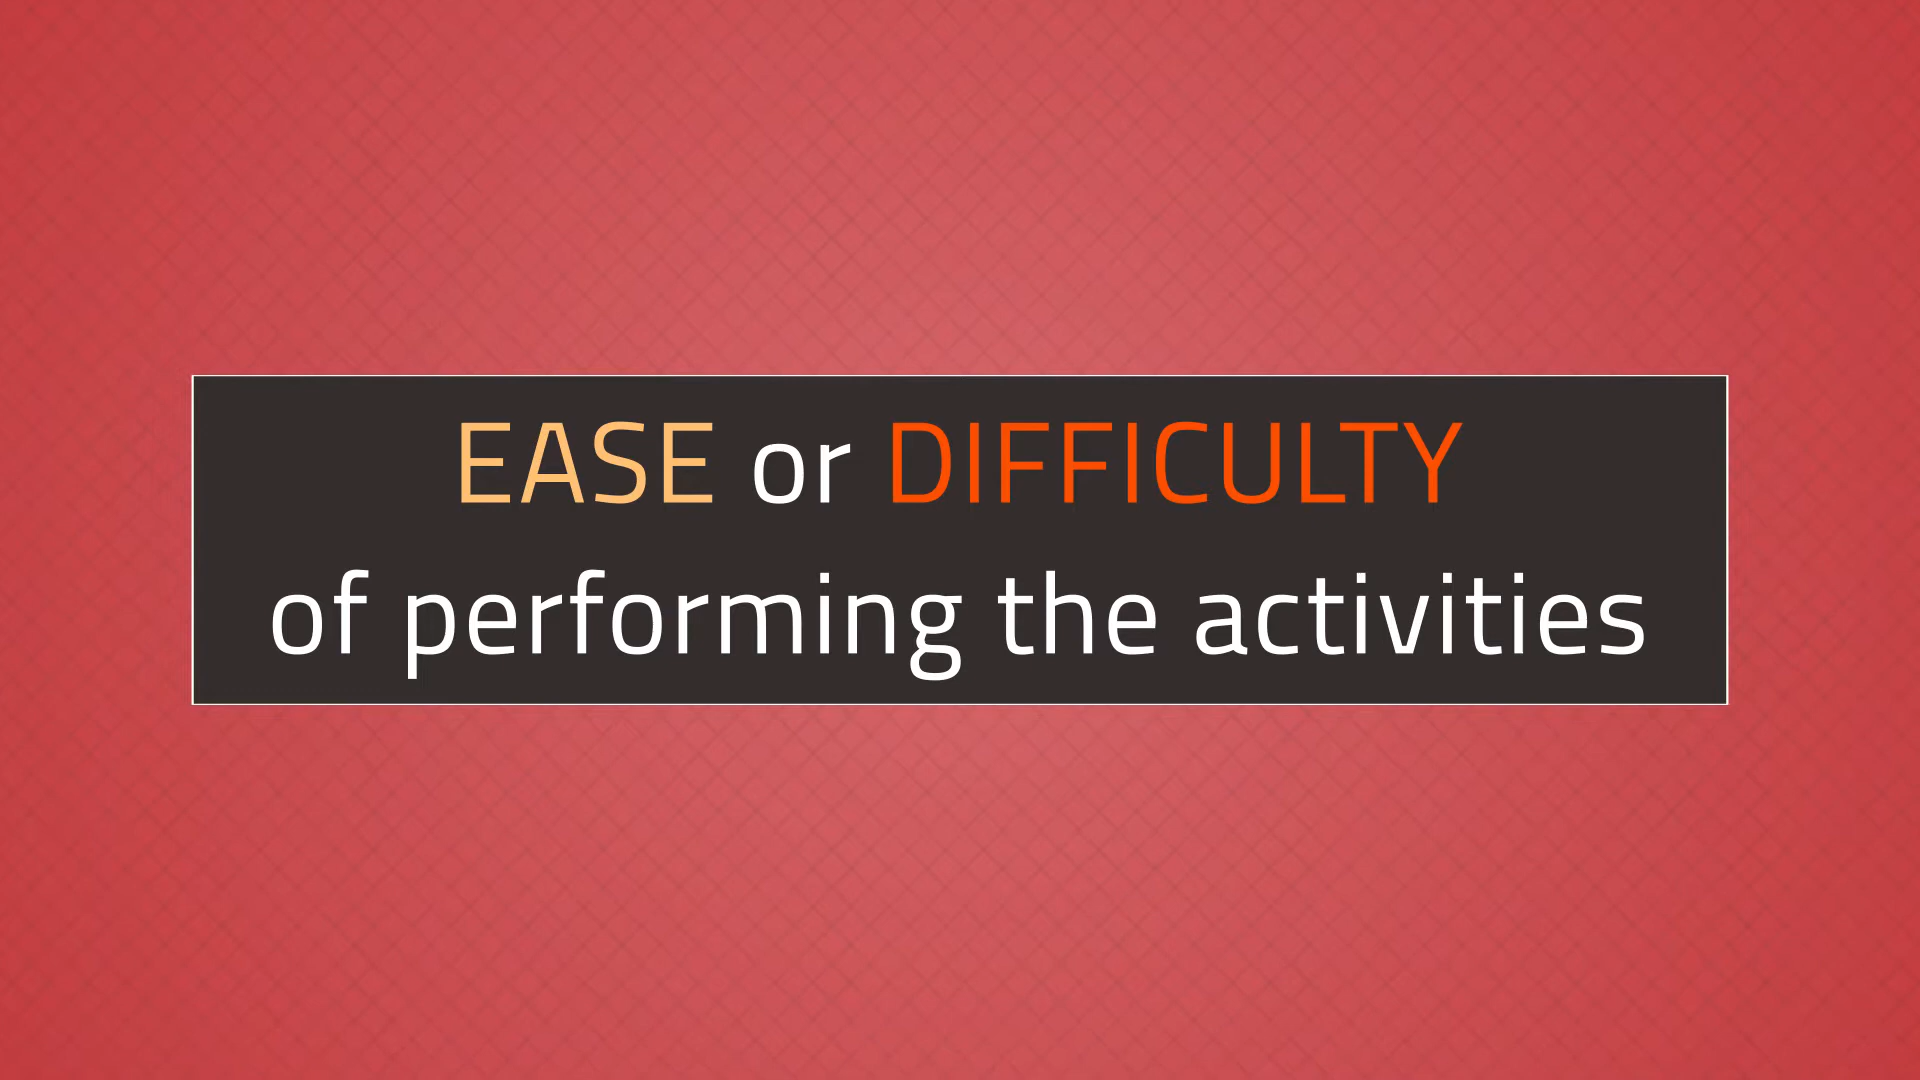 EASE or DIFFICULTY
of performing the activities